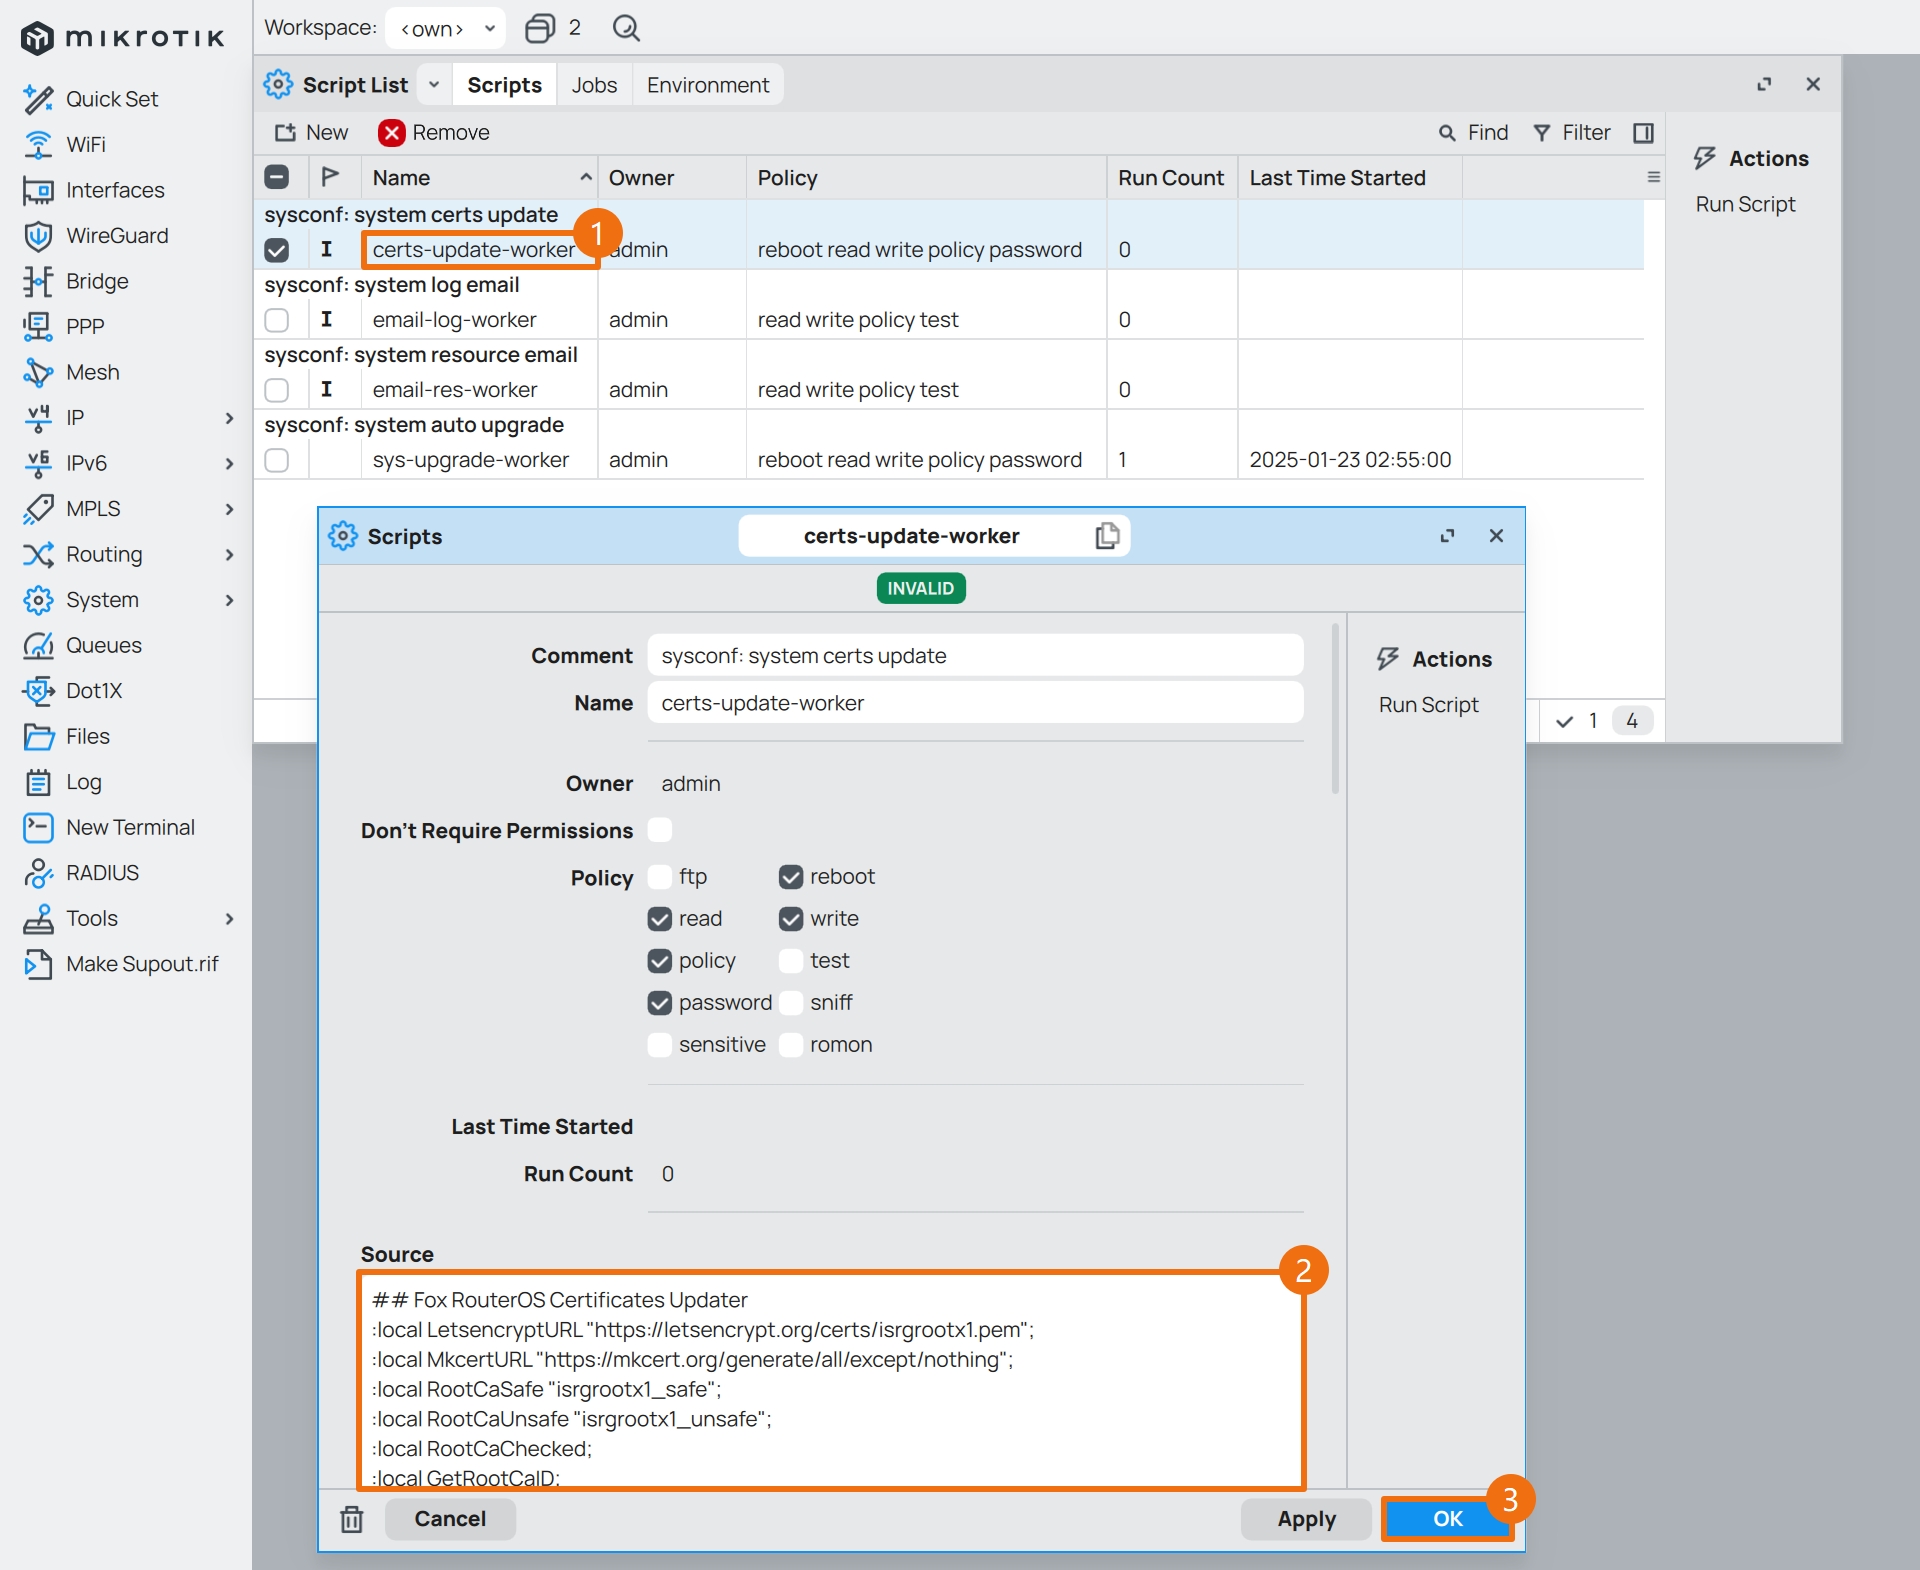 mikrotik
Workspace: <own> 2
Quick Set
WiFi
Interfaces
WireGuard
Bridge
PPP
Mesh
IP
IPv6
MPLS
Routing
System
Queues
Dot1X
Files
Log
New Terminal
RADIUS
Tools
Make Supout.rif
Script List Scripts Jobs Environment
New Remove Find Filter
Name Owner Policy Run Count Last Time Started
sysconf: system certs update
I certs-update-worker admin reboot read write policy password 0
1
sysconf: system log email
I email-log-worker admin read write policy test 0
sysconf: system resource email
I email-res-worker admin read write policy test 0
sysconf: system auto upgrade
sys-upgrade-worker admin reboot read write policy password 1 2025-01-23 02:55:00
Actions
Run Script
1 4
Scripts certs-update-worker
INVALID
Comment sysconf: system certs update
Name certs-update-worker
Owner admin
Don't Require Permissions
Policy ftp reboot
read write
policy test
password sniff
sensitive romon
Last Time Started
Run Count 0
Actions
Run Script
Source
2
## Fox RouterOS Certificates Updater
:local LetsencryptURL "https://letsencrypt.org/certs/isrgrootx1.pem";
:local MkcertURL "https://mkcert.org/generate/all/except/nothing";
:local RootCaSafe "isrgrootx1_safe";
:local RootCaUnsafe "isrgrootx1_unsafe";
:local RootCaChecked;
:local GetRootCaID;
Cancel Apply OK
3